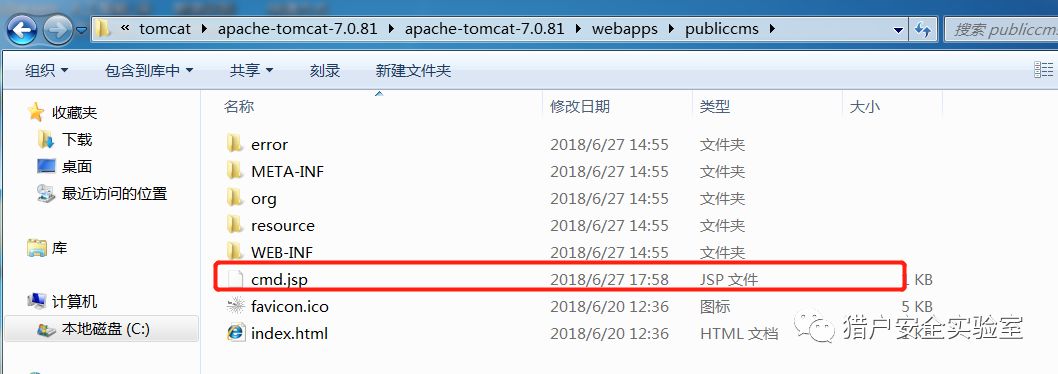 « tomcat apache-tomcat-7.0.81 apache-tomcat-7.0.81 webapps publiccms 搜索 publiccms
组织 包含到库中 共享 刻录 新建文件夹
收藏夹
下载
桌面
最近访问的位置
库
计算机
本地磁盘 (C:)
名称 修改日期 类型 大小
error 2018/6/27 14:55 文件夹
META-INF 2018/6/27 14:55 文件夹
org 2018/6/27 14:55 文件夹
resource 2018/6/27 14:55 文件夹
WEB-INF 2018/6/27 14:55 文件夹
cmd.jsp 2018/6/27 17:58 JSP 文件 1 KB
favicon.ico 2018/6/20 12:36 图标 5 KB
index.html 2018/6/20 12:36 HTML 文档
猎户安全实验室